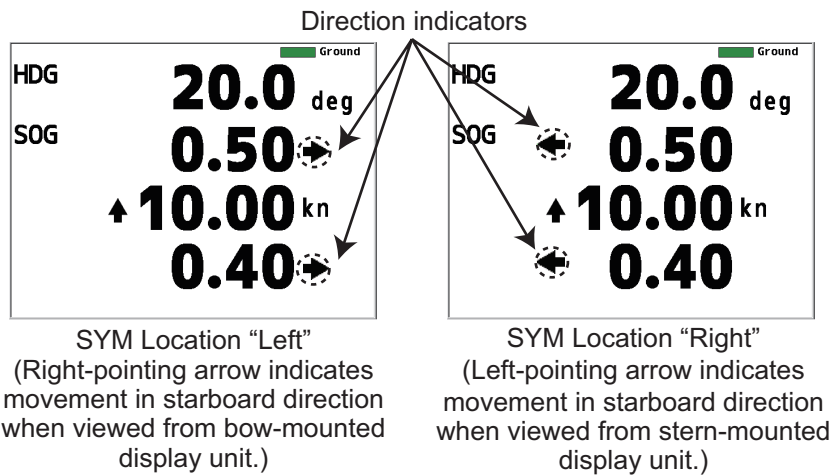 Direction indicators
Ground
HDG 20.0 deg
SOG 0.50
10.00 kn
0.40
Ground
HDG 20.0 deg
SOG 0.50
10.00 kn
0.40
SYM Location “Left”
(Right-pointing arrow indicates
movement in starboard direction
when viewed from bow-mounted
display unit.)
SYM Location “Right”
(Left-pointing arrow indicates
movement in starboard direction
when viewed from stern-mounted
display unit.)